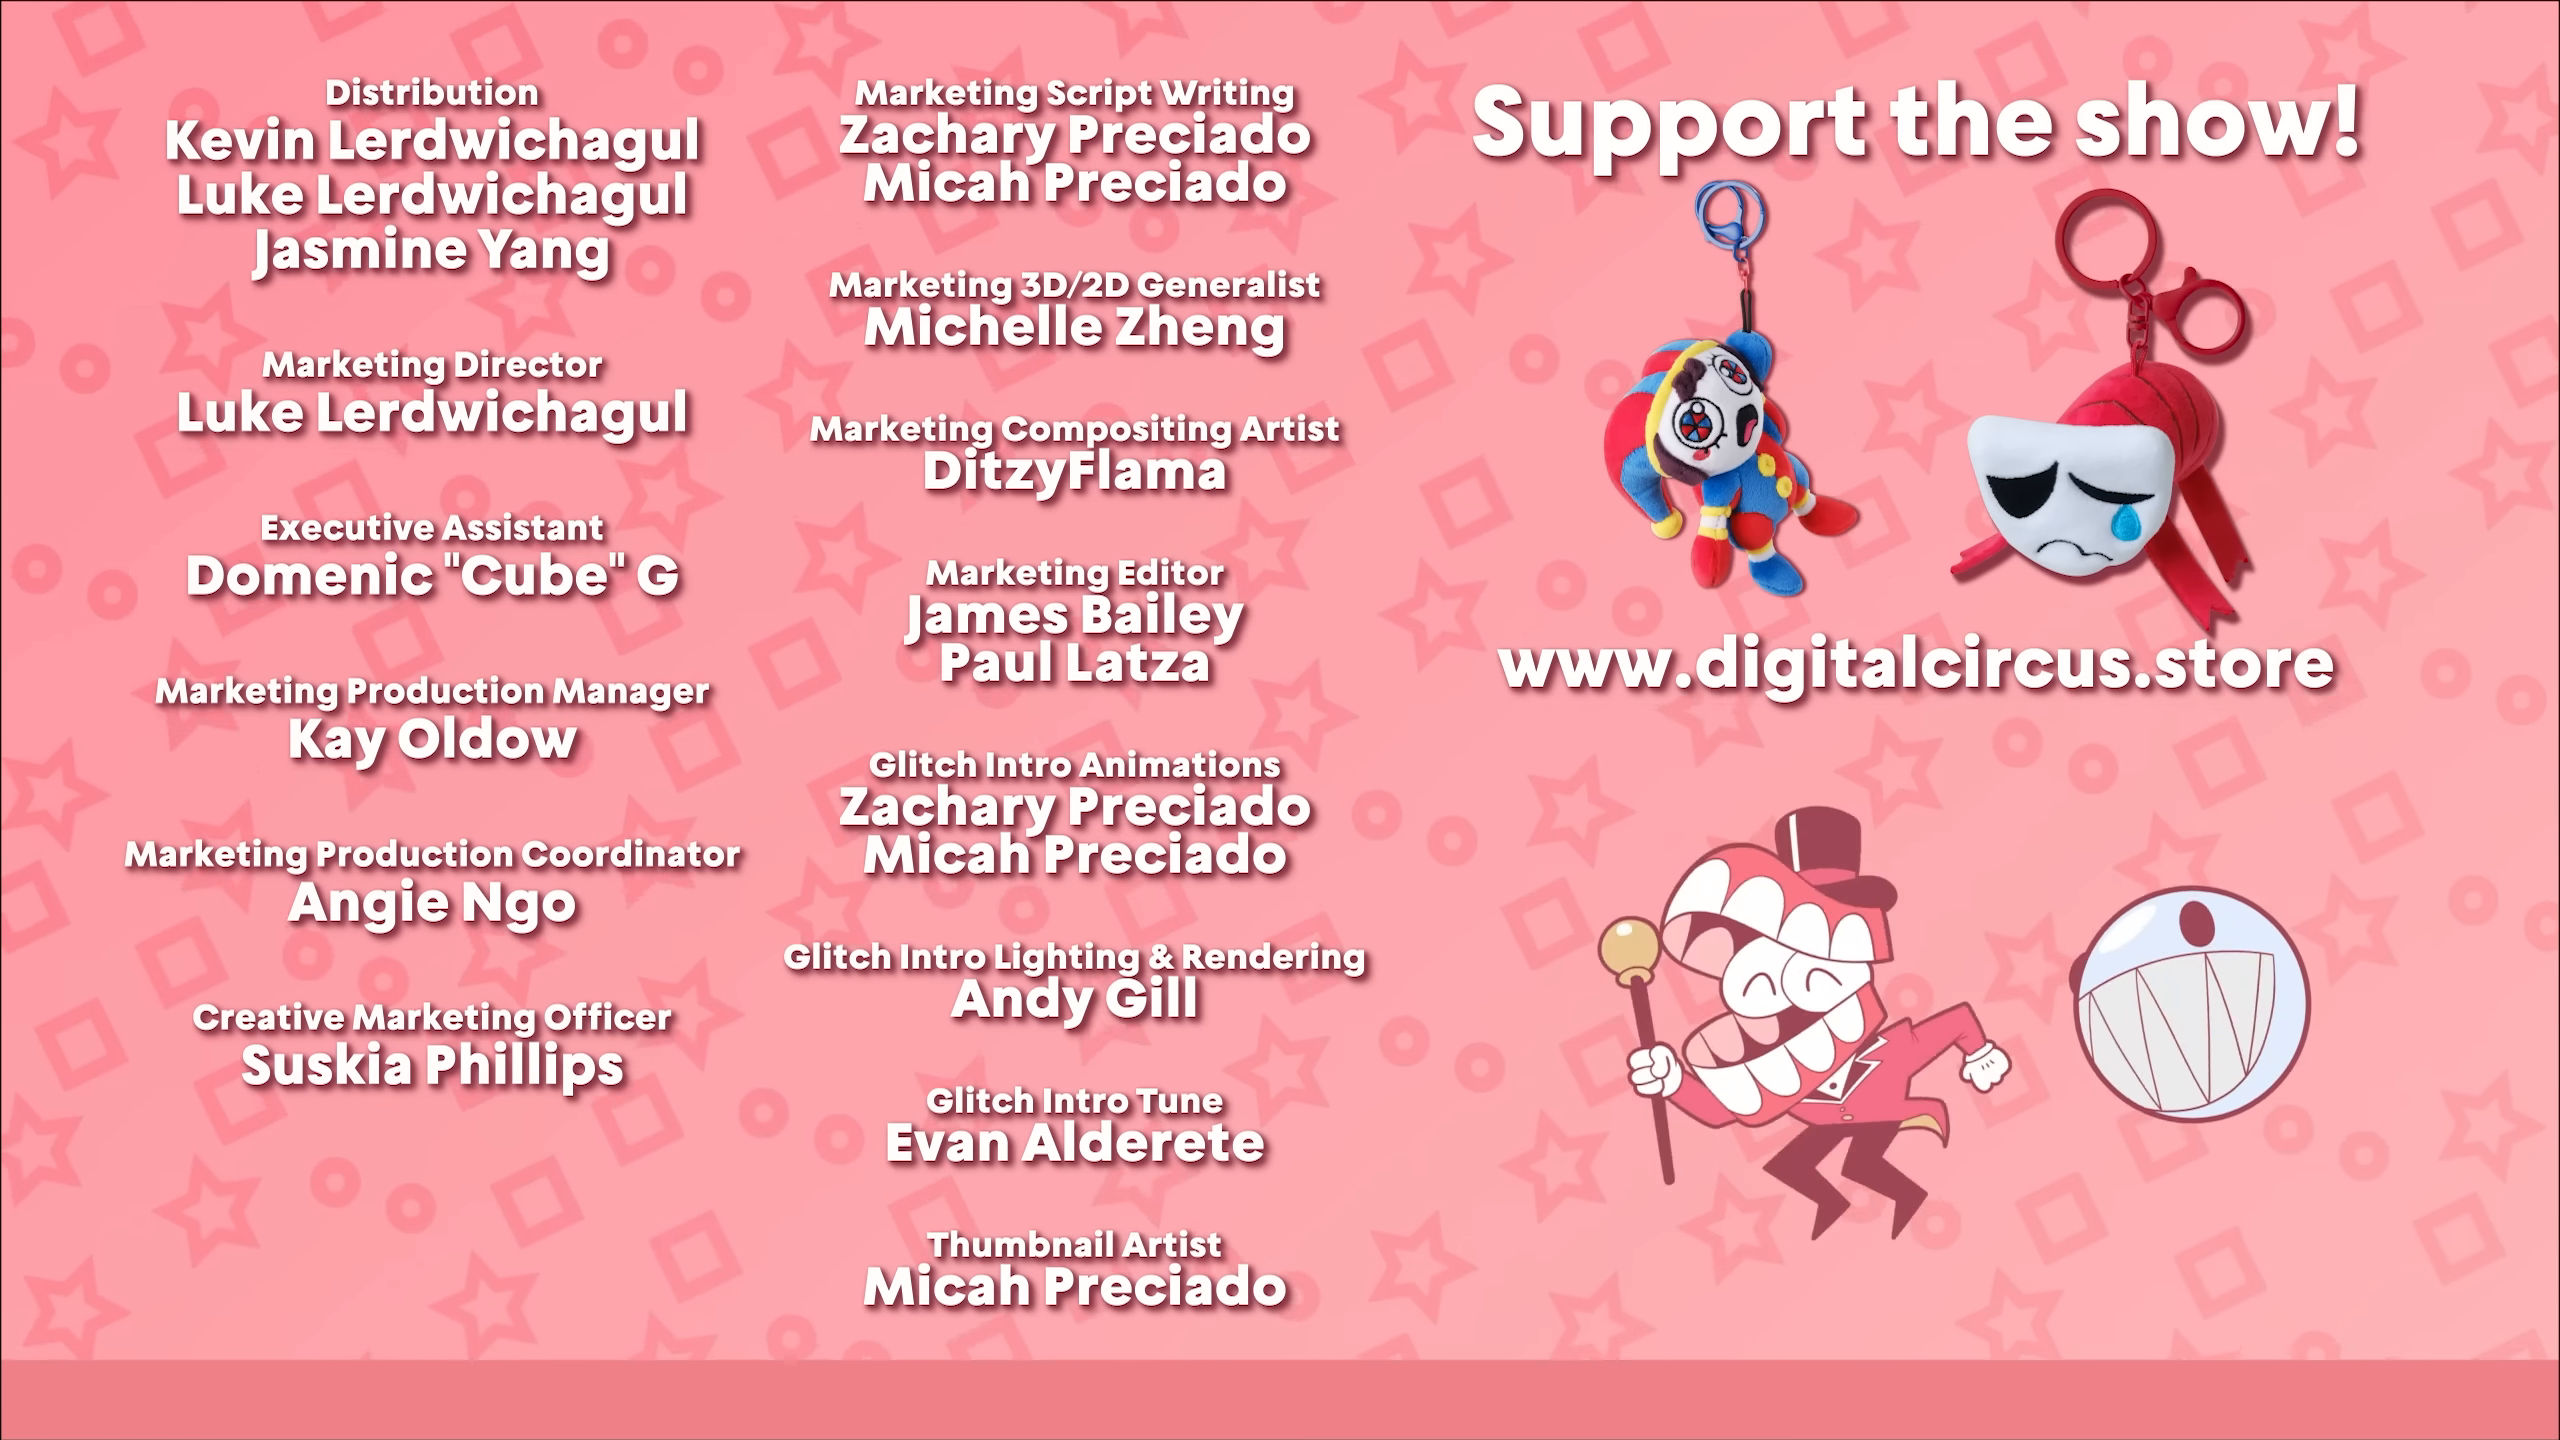 Distribution
Kevin Lerdwichagul
Luke Lerdwichagul
Jasmine Yang
Marketing Director
Luke Lerdwichagul
Executive Assistant
Domenic "Cube" G
Marketing Production Manager
Kay Oldow
Marketing Production Coordinator
Angie Ngo
Creative Marketing Officer
Suskia Phillips
Marketing Script Writing
Zachary Preciado
Micah Preciado
Marketing 3D/2D Generalist
Michelle Zheng
Marketing Compositing Artist
DitzyFlama
Marketing Editor
James Bailey
Paul Latza
Glitch Intro Animations
Zachary Preciado
Micah Preciado
Glitch Intro Lighting & Rendering
Andy Gill
Glitch Intro Tune
Evan Alderete
Thumbnail Artist
Micah Preciado
Support the show!
www.digitalcircus.store